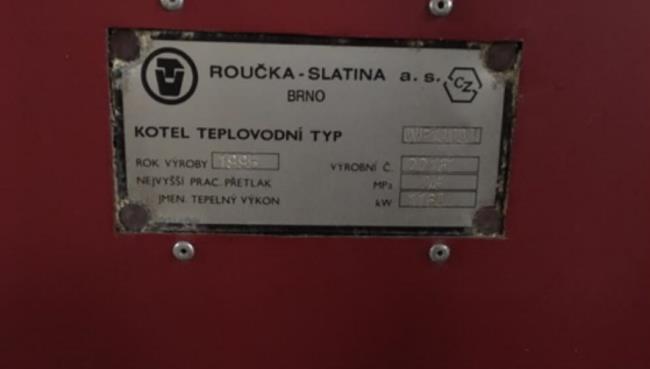 ROUČKA - SLATINA a. s. CZ
BRNO
KOTEL TEPLOVODNÍ TYP
ROK VÝROBY VÝROBNÍ Č.
NEJVYŠŠÍ PRAC. PŘETLAK MPa
JMEN. TEPELNÝ VÝKON kW